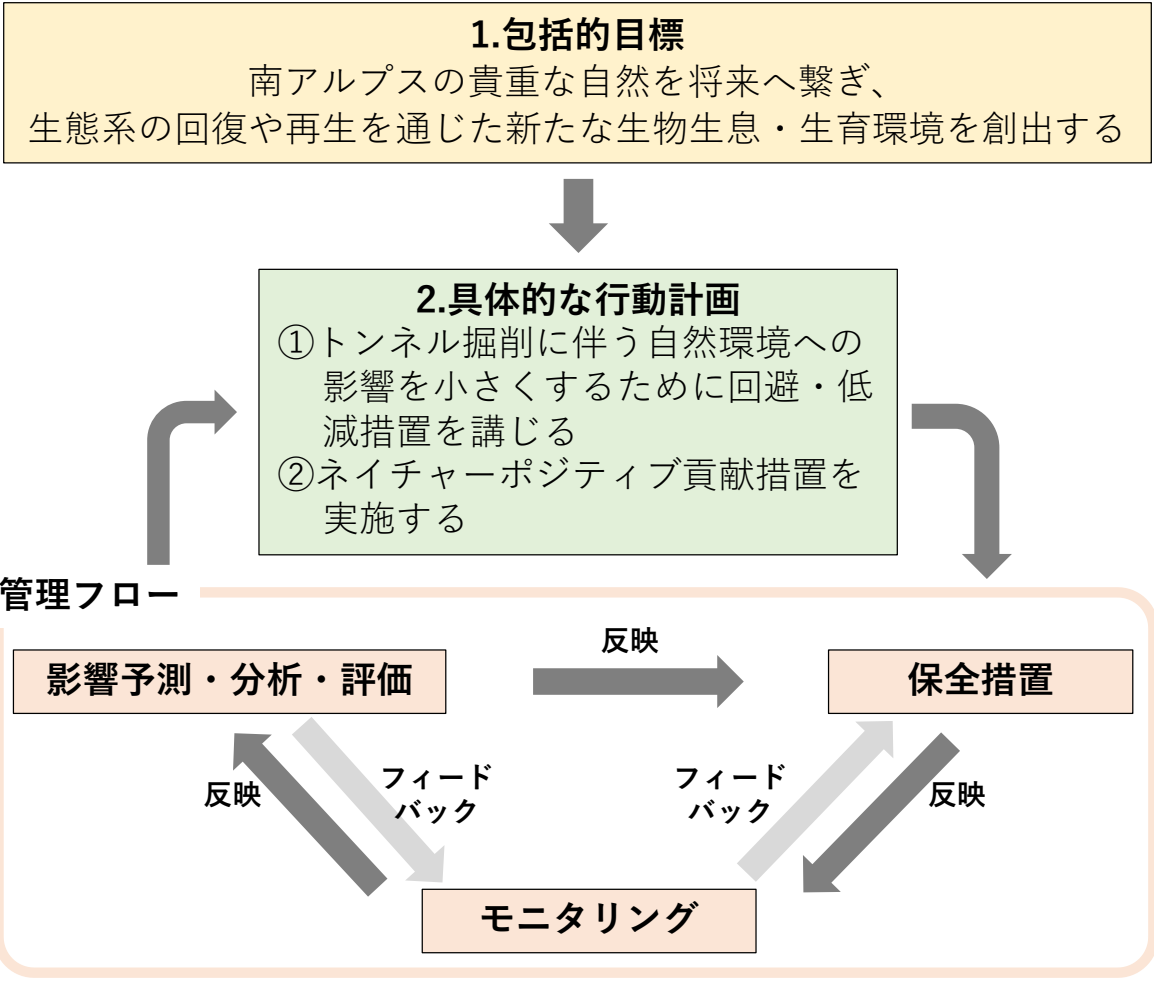 1.包括的目標
南アルプスの貴重な自然を将来へ繋ぎ、
生態系の回復や再生を通じた新たな生物生息・生育環境を創出する
2.具体的な行動計画
①トンネル掘削に伴う自然環境への
影響を小さくするために回避・低
減措置を講じる
②ネイチャーポジティブ貢献措置を
実施する
管理フロー
影響予測・分析・評価
反映
保全措置
反映
フィード
バック
フィード
バック
反映
モニタリング